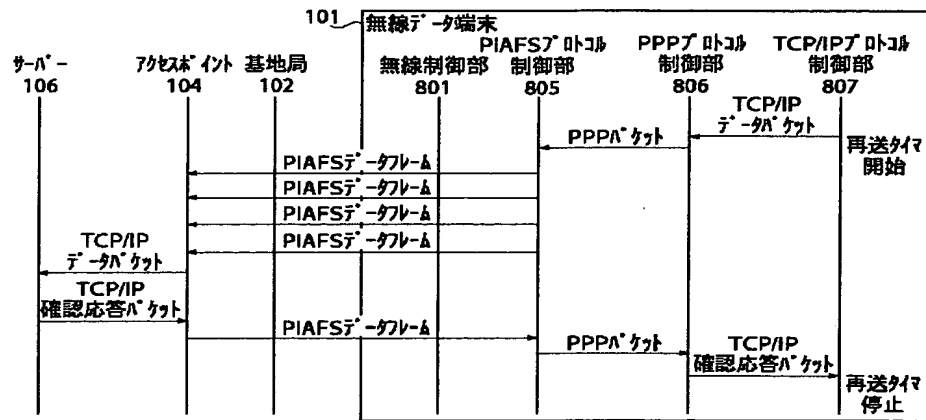 101
無線データ端末
サーバー
106
アクセスポイント
104
基地局
102
無線制御部
801
PIAFSプロトコル
制御部
805
PPPプロトコル
制御部
806
TCP/IPプロトコル
制御部
807
TCP/IP
データパケット
再送タイマ
開始
PPPパケット
PIAFSデータフレーム
PIAFSデータフレーム
PIAFSデータフレーム
PIAFSデータフレーム
TCP/IP
データパケット
TCP/IP
確認応答パケット
PIAFSデータフレーム
PPPパケット
TCP/IP
確認応答パケット
再送タイマ
停止